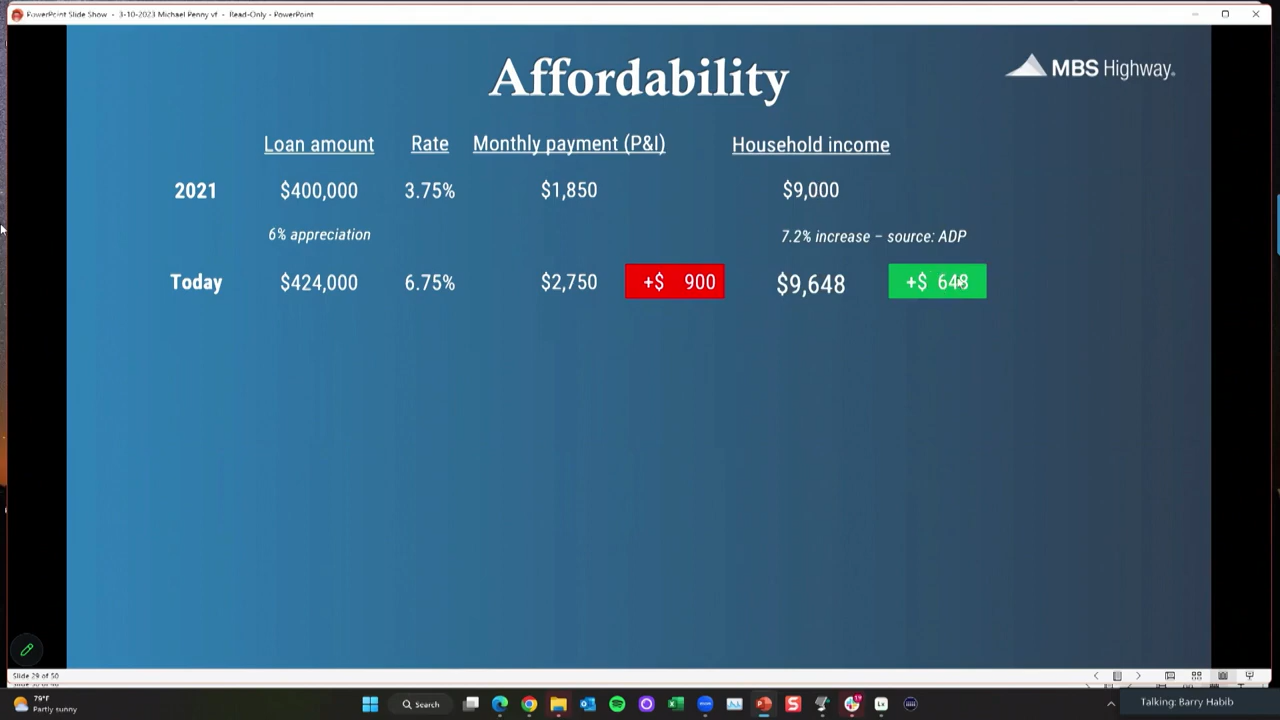 PowerPoint Slide Show - 3-10-2023 Michael Penny vf - Read-Only - PowerPoint
Affordability
MBS Highway.
Loan amount Rate Monthly payment (P&I) Household income
2021 $400,000 3.75% $1,850 $9,000
6% appreciation 7.2% increase – source: ADP
Today $424,000 6.75% $2,750 +$ 900 $9,648 +$ 648
Slide 29 of 50
79°F
Partly sunny
Search
19
Lv
Talking: Barry Habib